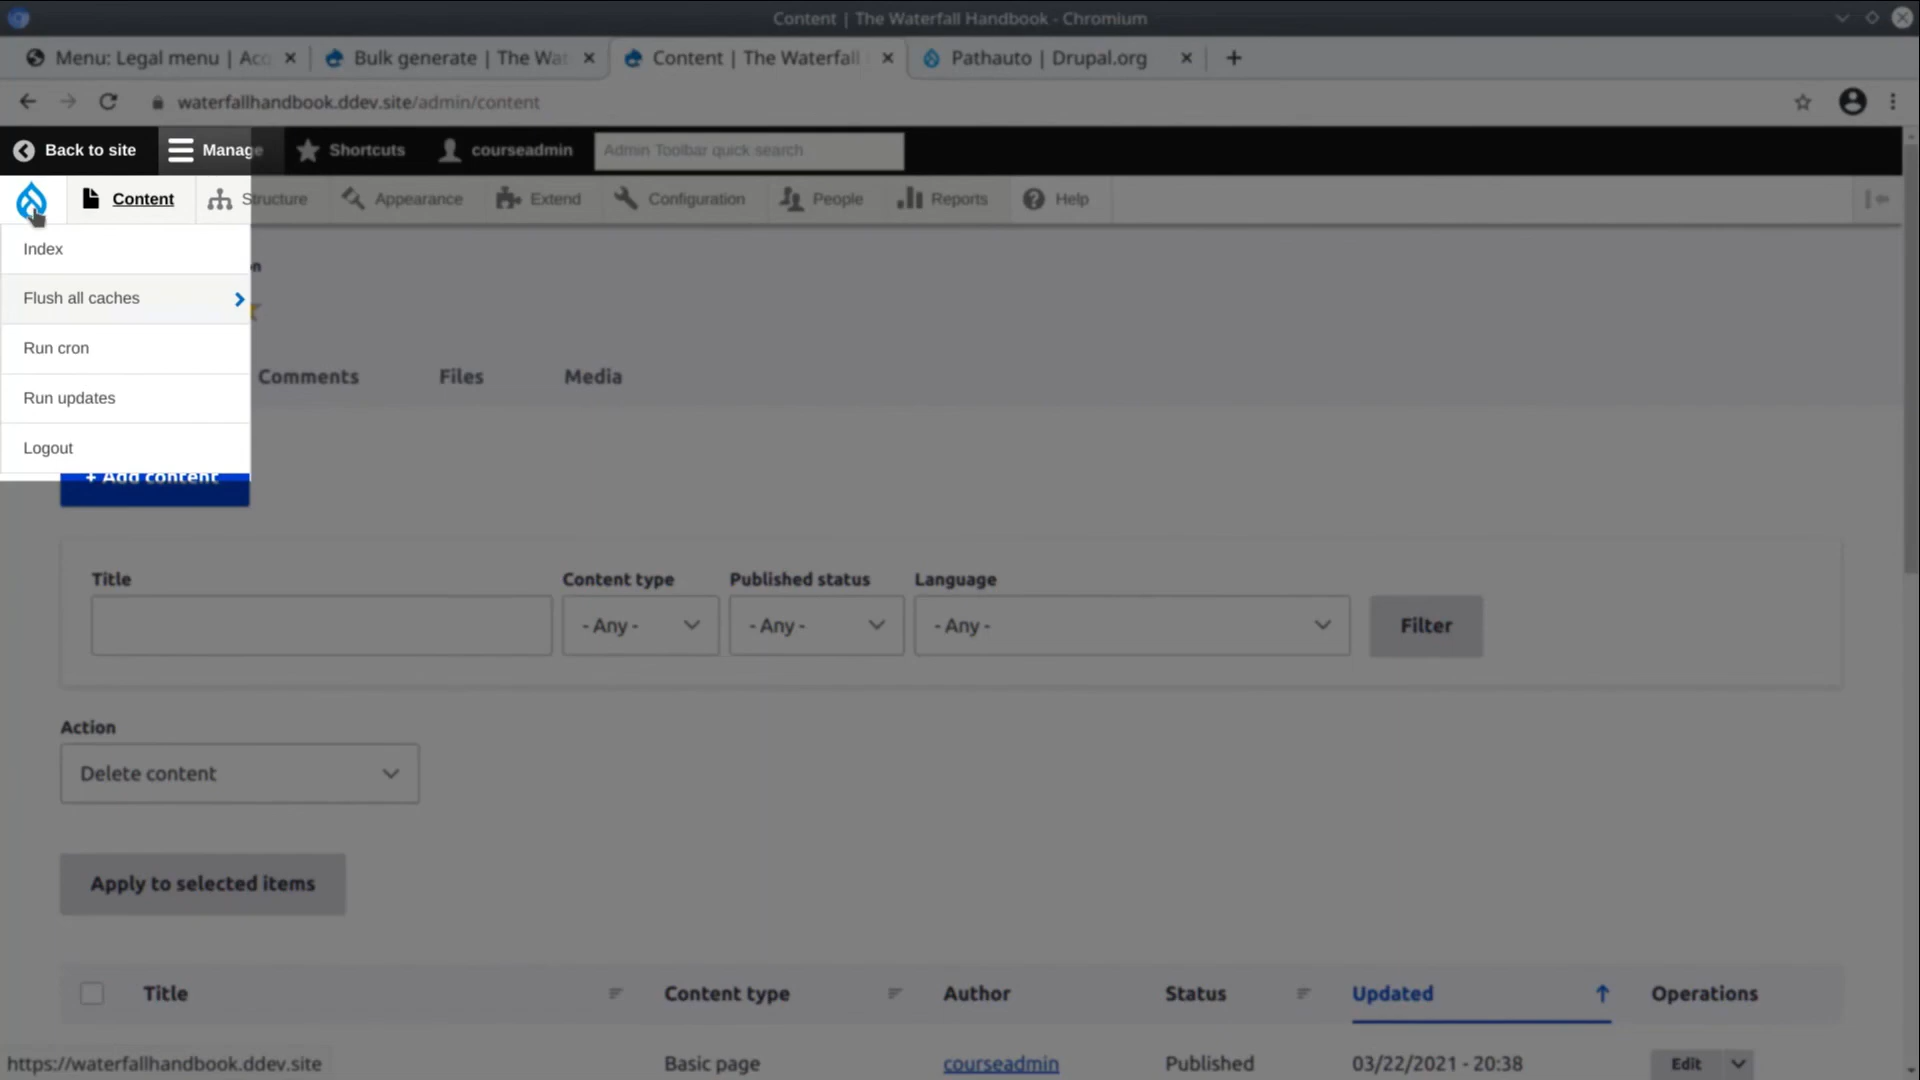 Content | The Waterfall Handbook - Chromium
Menu: Legal menu | Acq
Bulk generate | The Wat
Content | The Waterfall
Pathauto | Drupal.org
waterfallhandbook.ddev.site/admin/content
Back to site
Manage
Shortcuts
courseadmin
Admin Toolbar quick search
Content
Structure
Appearance
Extend
Configuration
People
Reports
Help
Index
Flush all caches
Run cron
Run updates
Logout
Comments
Files
Media
+ Add content
Title
Content type
Published status
Language
- Any -
- Any -
- Any -
Filter
Action
Delete content
Apply to selected items
Title
Content type
Author
Status
Updated
Operations
Basic page
courseadmin
Published
03/22/2021 - 20:38
Edit
https://waterfallhandbook.ddev.site